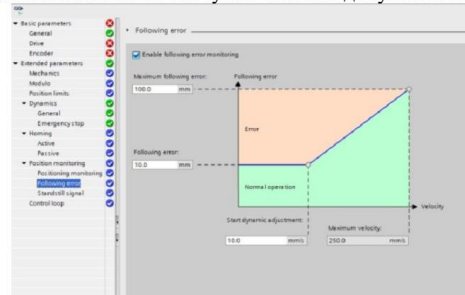 Basic parameters
General
Drive
Encoder
Extended parameters
Mechanics
Modulo
Position limits
Dynamics
General
Emergency stop
Homing
Active
Passive
Position monitoring
Positioning monitoring
Following error
Standstill signal
Control loop
Following error
Enable following error monitoring
Maximum following error:
Following error
100.0 mm
Error
Following error:
10.0 mm
Normal operation
Velocity
Start dynamic adjustment:
Maximum velocity:
10.0 mm/s
250.0 mm/s